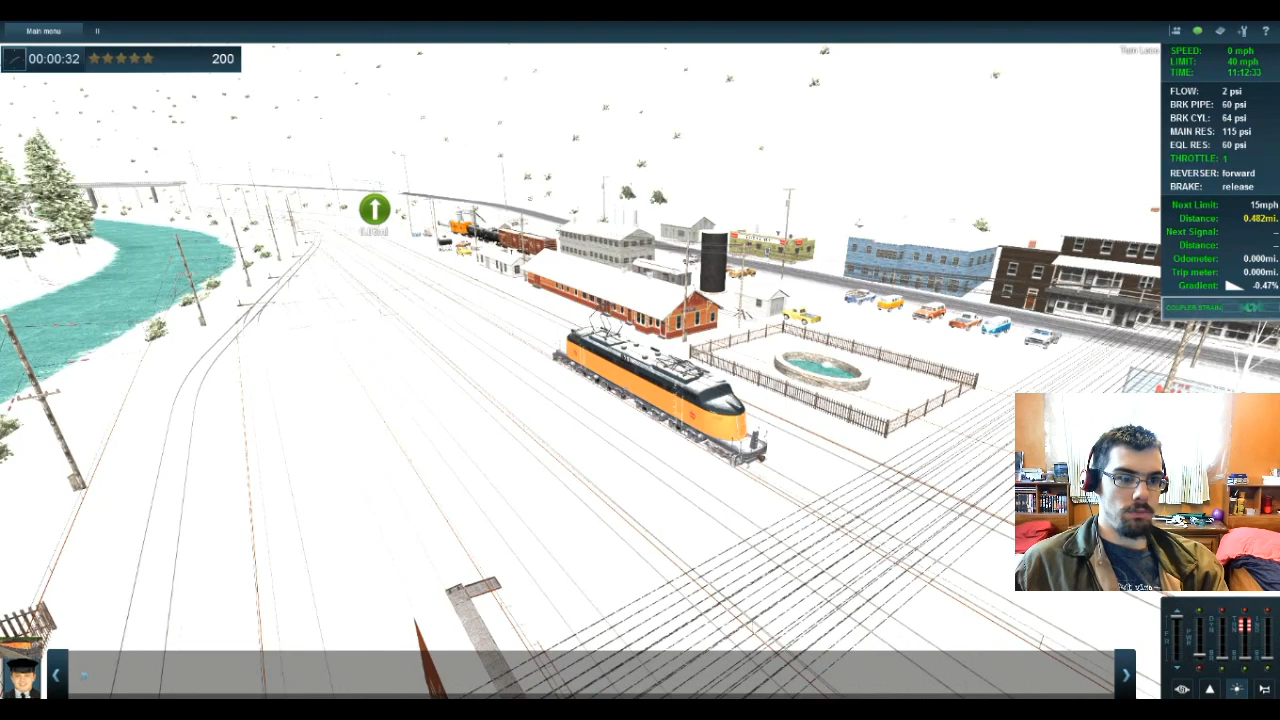 Main menu
II
?
00:00:32
200
SPEED: 0 mph
LIMIT: 40 mph
TIME: 11:12:33
FLOW: 2 psi
BRK PIPE: 60 psi
BRK CYL: 64 psi
MAIN RES: 115 psi
EQL RES: 60 psi
THROTTLE: 1
REVERSER: forward
BRAKE: release
Next Limit: 15mph
Distance: 0.482mi.
Next Signal: --
Distance:
Odometer: 0.000mi.
Trip meter: 0.000mi.
Gradient: -0.47%
COUPLER STRAIN